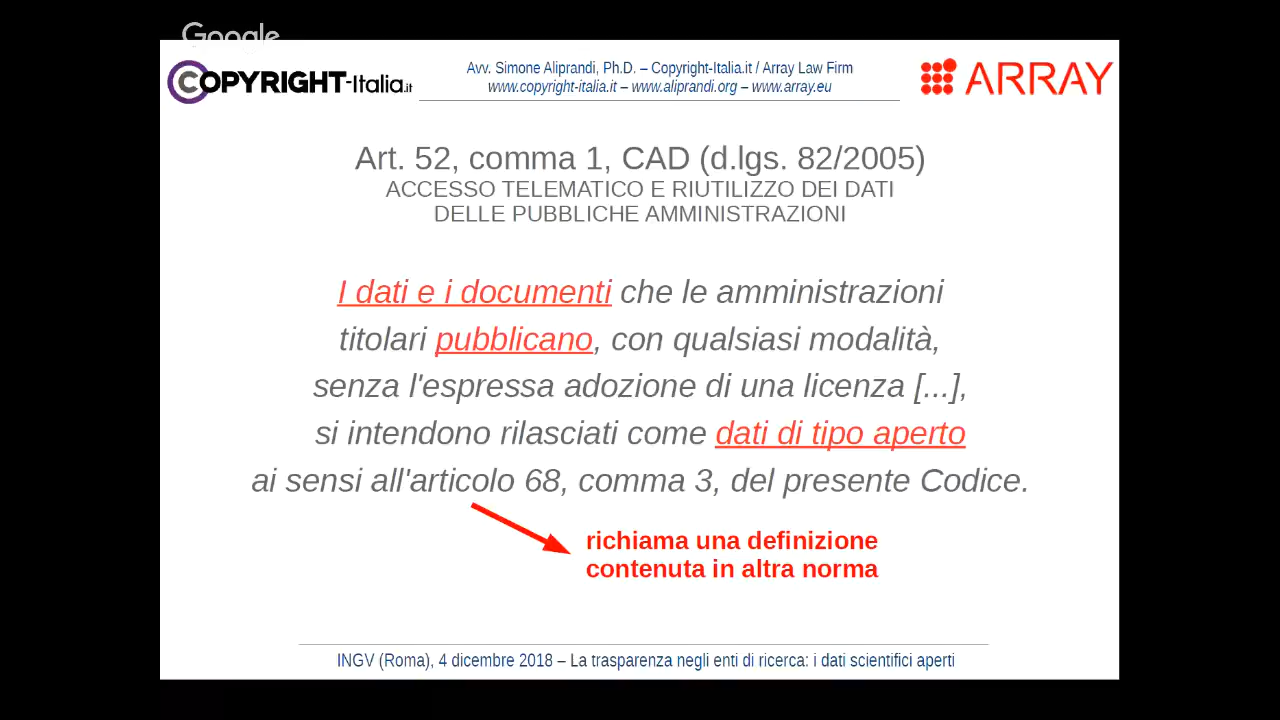 Google
COPYRIGHT-Italia.it
Avv. Simone Aliprandi, Ph.D. – Copyright-Italia.it / Array Law Firm
www.copyright-italia.it – www.aliprandi.org – www.array.eu
ARRAY
Art. 52, comma 1, CAD (d.lgs. 82/2005)
ACCESSO TELEMATICO E RIUTILIZZO DEI DATI
DELLE PUBBLICHE AMMINISTRAZIONI
I dati e i documenti che le amministrazioni
titolari pubblicano, con qualsiasi modalità,
senza l'espressa adozione di una licenza [...],
si intendono rilasciati come dati di tipo aperto
ai sensi all'articolo 68, comma 3, del presente Codice.
richiama una definizione
contenuta in altra norma
INGV (Roma), 4 dicembre 2018 – La trasparenza negli enti di ricerca: i dati scientifici aperti